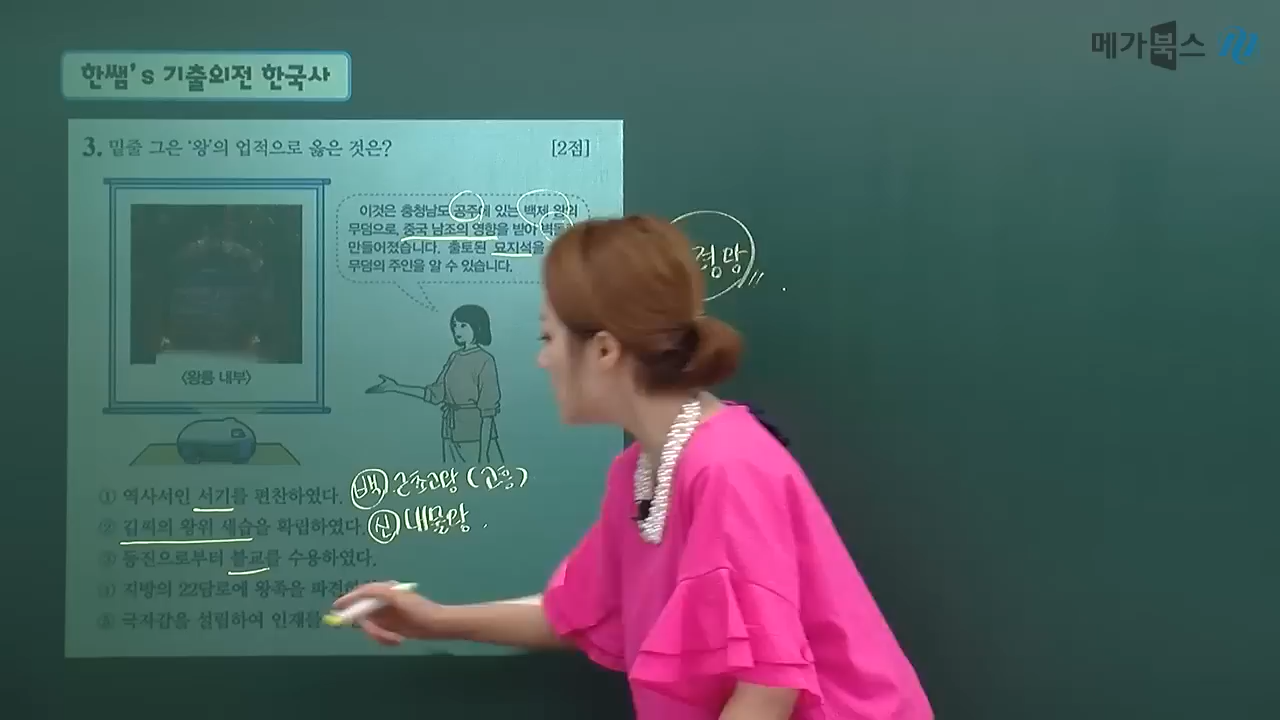 메가북스
한쌤's 기출외전 한국사
3. 밑줄 그은 '왕'의 업적으로 옳은 것은? [2점]
이것은 충청남도 공주에 있는 백제 왕의
무덤으로, 중국 남조의 영향을 받아
만들어졌습니다. 출토된 묘지석을
무덤의 주인을 알 수 있습니다.
령왕
〈왕릉 내부〉
① 역사서인 서기를 편찬하였다. 백 근초고왕 (고흥)
② 김씨의 왕위 세습을 확립하였다. 신 내물왕
③ 동진으로부터 불교를 수용하였다.
④ 지방의 22담로에 왕족을
⑤ 국자감을 설립하여 인재를